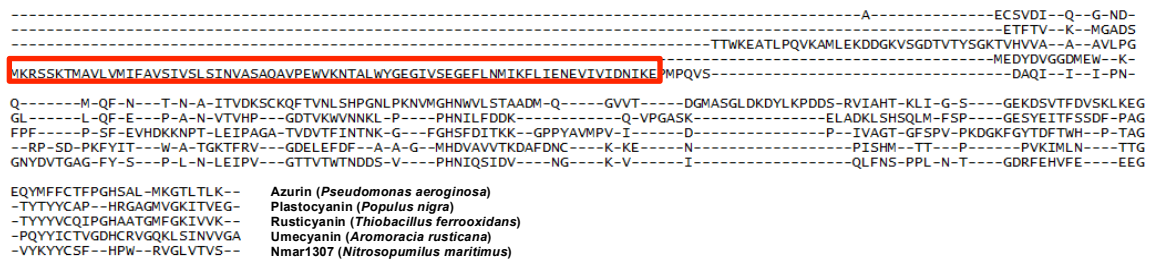 ------------------------------------------------------------------------------------------------A--------------ECSVDI--Q--G-ND-
----------------------------------------------------------------------------------------------------------------ETFTV--K--MGADS
-------------------------------------------------------------------------------TTWKEATLPQVKAMLEKDDGKVSGDTVTYSGKTVHVVA--A--AVLPG
-----------------------------------------------------------------------------------------------------------------MEDYDVGGDMEW--K-
MKRSSKTMAVLVMIFAVSIVSLSINVASAQAVPEWVKNTALWYGEGIVSEGEFLNMIKFLIENEVIVIDNIKEPMPQVS----------------------------------DAQI--I--I-PN-
Q-------M-QF-N---T-N-A-ITVDKSCKQFTVNLSHPGNLPKNVMGHNWVLSTAADM-Q-----GVVT-----DGMASGLDKDYLKPDDS-RVIAHT-KLI-G-S----GEKDSVTFDVSKLKEG
GL------L-QF-E---P-A-N-VTVHP---GDTVKWVNNKL-P----PHNILFDDK---------Q-VPGASK------------ELADKLSHSQLM-FSP----GESYEITFSSDF-PAG
FPF-----P-SF-EVHDKKNPT-LEIPAGA-TVDVTFINTNK-G----FGHSFDITKK--GPPYAVMPV-I-----D-----------P-IVAGT-GFSPV-PKDGKFGYTDFTWH--P-TAG
--RP-SD-PKFYIT---W-A-TGKTFRV---GDELEFDF--A-A-G--MHDVAVVTKDAFDNC----K-KE-----N-----------PISHM--TT---P------PVKIMLN----TTG
GNYDVTGAG-FY-S---P-L-N-LEIPV---GTTVTWTNDDS-V----PHNIQSIDV----NG----K-V------I-----------QLFNS-PPL-N-T-----GDRFEHVFE----EEG
EQYMFFCTFPGHSAL-MKGTLTLK-- Azurin (Pseudomonas aeroginosa)
-TYTYYCAP--HRGAGMVGKITVEG- Plastocyanin (Populus nigra)
-TYYYVCQIPGHAATGMFGKIVVK-- Rusticyanin (Thiobacillus ferrooxidans)
-PQYYICTVGDHCRVGQKLSINVVGA Umecyanin (Aromoracia rusticana)
-VYKYYCSF--HPW--RVGLVTVS-- Nmar1307 (Nitrosopumilus maritimus)